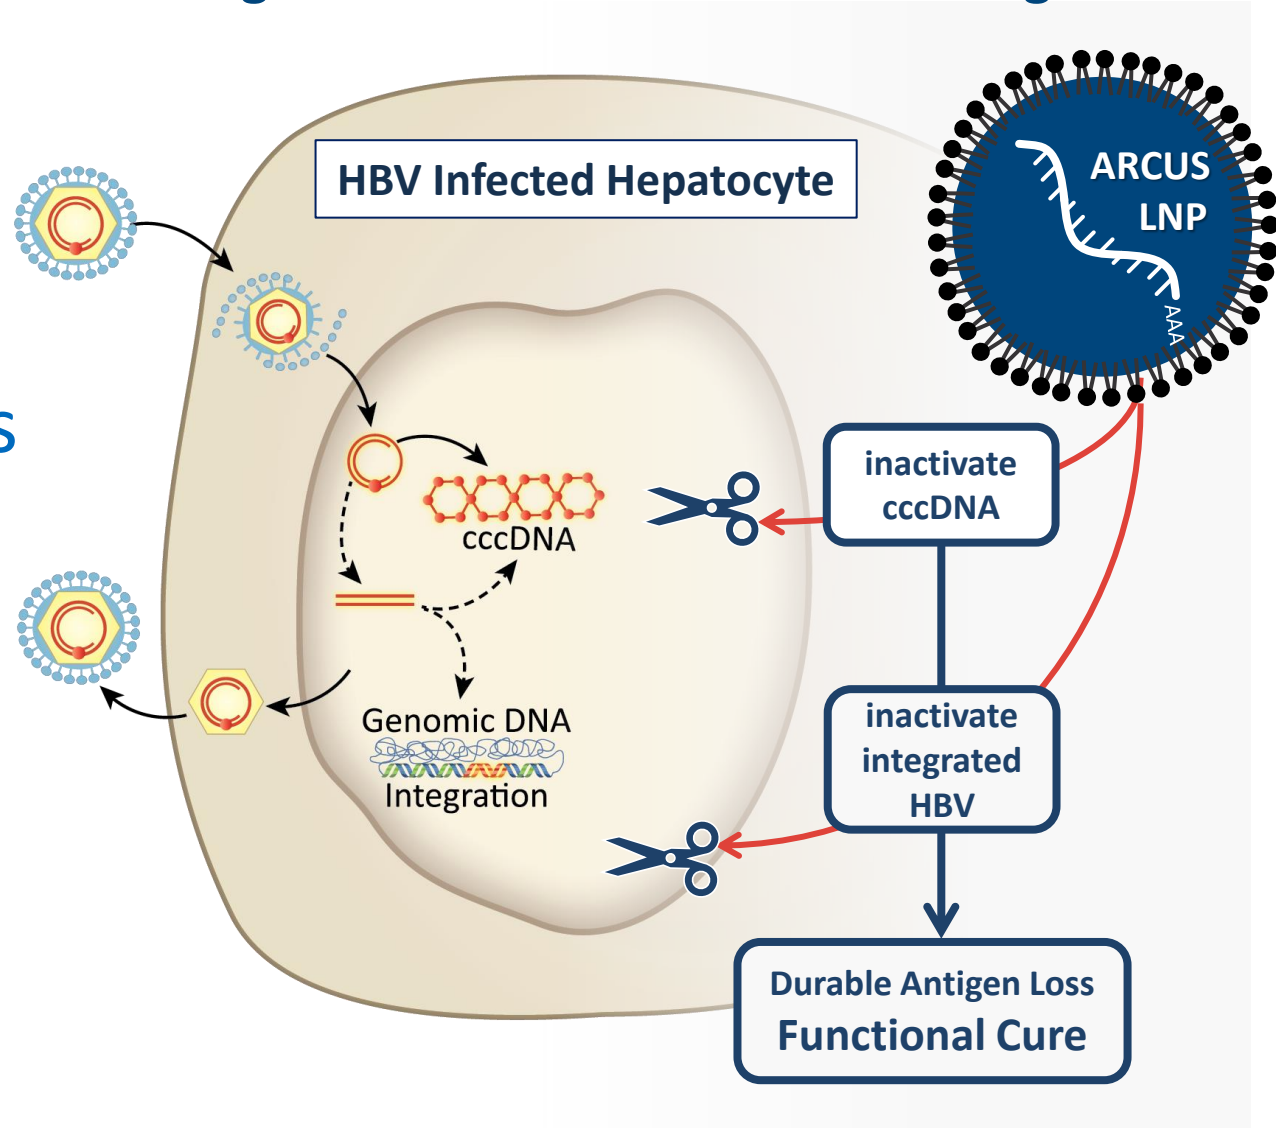 HBV Infected Hepatocyte
ARCUS
LNP
AAA
s
inactivate
cccDNA
cccDNA
inactivate
integrated
HBV
Genomic DNA
Integration
Durable Antigen Loss
Functional Cure